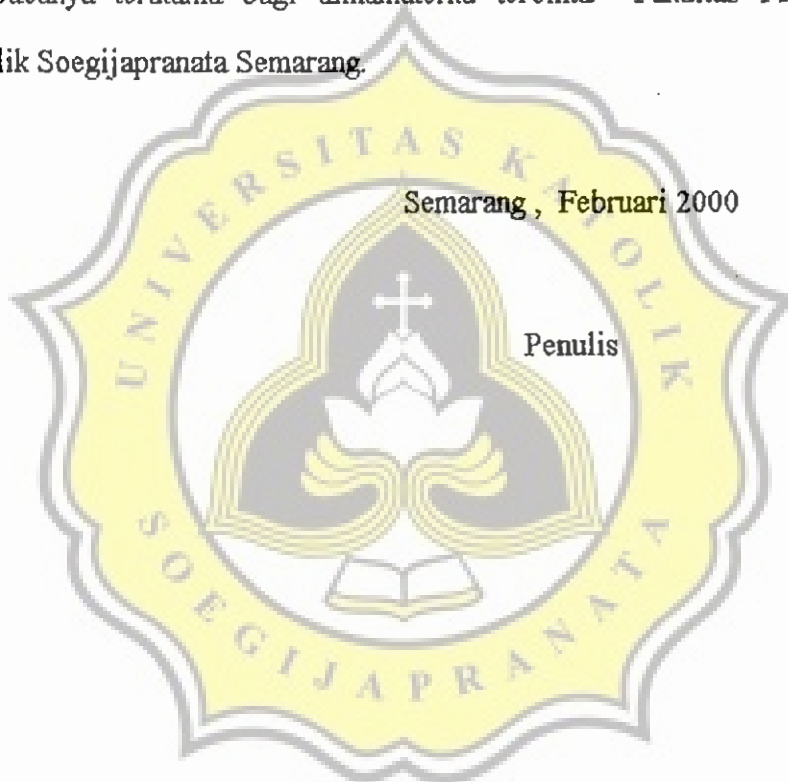 lik Soegijapranata Semarang.
Semarang , Februari 2000
Penulis
UNIVERSITAS KATOLIK
SOEGIJAPRANATA